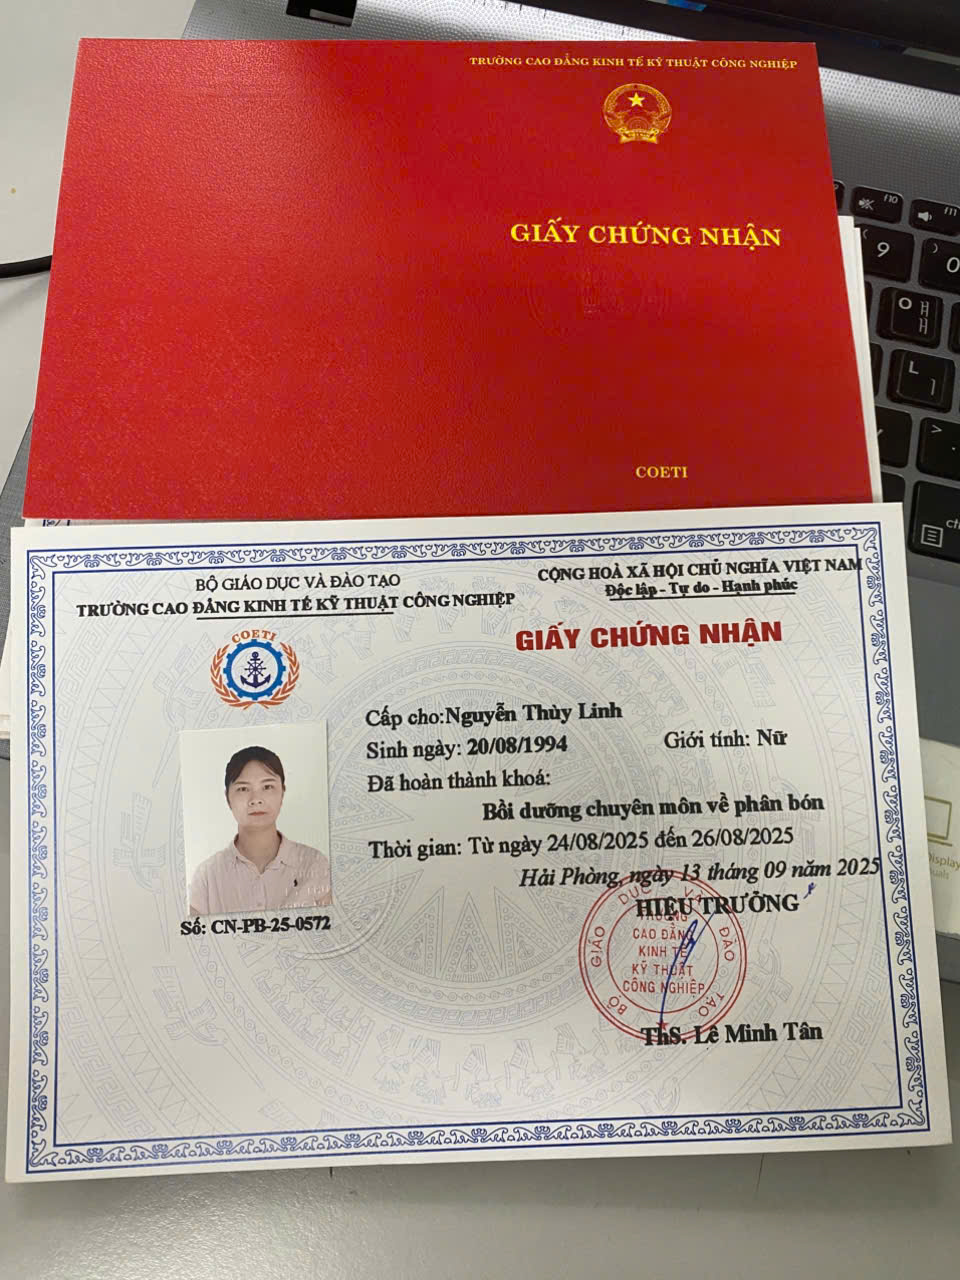 TRƯỜNG CAO ĐẲNG KINH TẾ KỸ THUẬT CÔNG NGHIỆP
GIẤY CHỨNG NHẬN
COETI
f10
f11
9
)
0
ㅐ
ㅒ
L
ㅣ
>
BỘ GIÁO DỤC VÀ ĐÀO TẠO
TRƯỜNG CAO ĐẲNG KINH TẾ KỸ THUẬT CÔNG NGHIỆP
COETI
CỘNG HOÀ XÃ HỘI CHỦ NGHĨA VIỆT NAM
Độc lập - Tự do - Hạnh phúc
GIẤY CHỨNG NHẬN
Cấp cho:Nguyễn Thùy Linh
Sinh ngày: 20/08/1994 Giới tính: Nữ
Đã hoàn thành khoá:
Bồi dưỡng chuyên môn về phân bón
Thời gian: Từ ngày 24/08/2025 đến 26/08/2025
Hải Phòng, ngày 13 tháng 09 năm 2025
HIỆU TRƯỞNG
BỘ GIÁO DỤC VÀ ĐÀO TẠO
TRƯỜNG
CAO ĐẲNG
KINH TẾ
KỸ THUẬT
CÔNG NGHIỆP
ThS. Lê Minh Tân
Số: CN-PB-25-0572